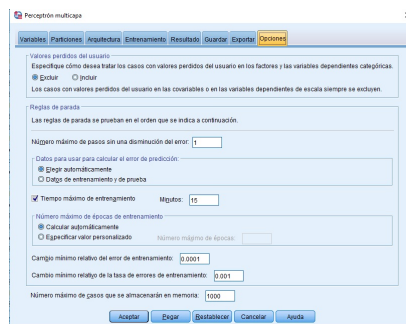 Perceptrón multicapa
Variables Particiones Arquitectura Entrenamiento Resultado Guardar Exportar Opciones
Valores perdidos del usuario
Especifique cómo desea tratar los casos con valores perdidos del usuario en los factores y las variables dependientes categóricas.
Excluir Incluir
Los casos con valores perdidos del usuario en las covariables o en las variables dependientes de escala siempre se excluyen.
Reglas de parada
Las reglas de parada se prueban en el orden que se indica a continuación.
Número máximo de pasos sin una disminución del error: 1
Datos para usar para calcular el error de predicción:
Elegir automáticamente
Datos de entrenamiento y de prueba
Tiempo máximo de entrenamiento Minutos: 15
Número máximo de épocas de entrenamiento
Calcular automáticamente
Especificar valor personalizado Número máximo de épocas:
Cambio mínimo relativo del error de entrenamiento: 0.0001
Cambio mínimo relativo de la tasa de errores de entrenamiento: 0.001
Número máximo de casos que se almacenarán en memoria: 1000
Aceptar Pegar Restablecer Cancelar Ayuda